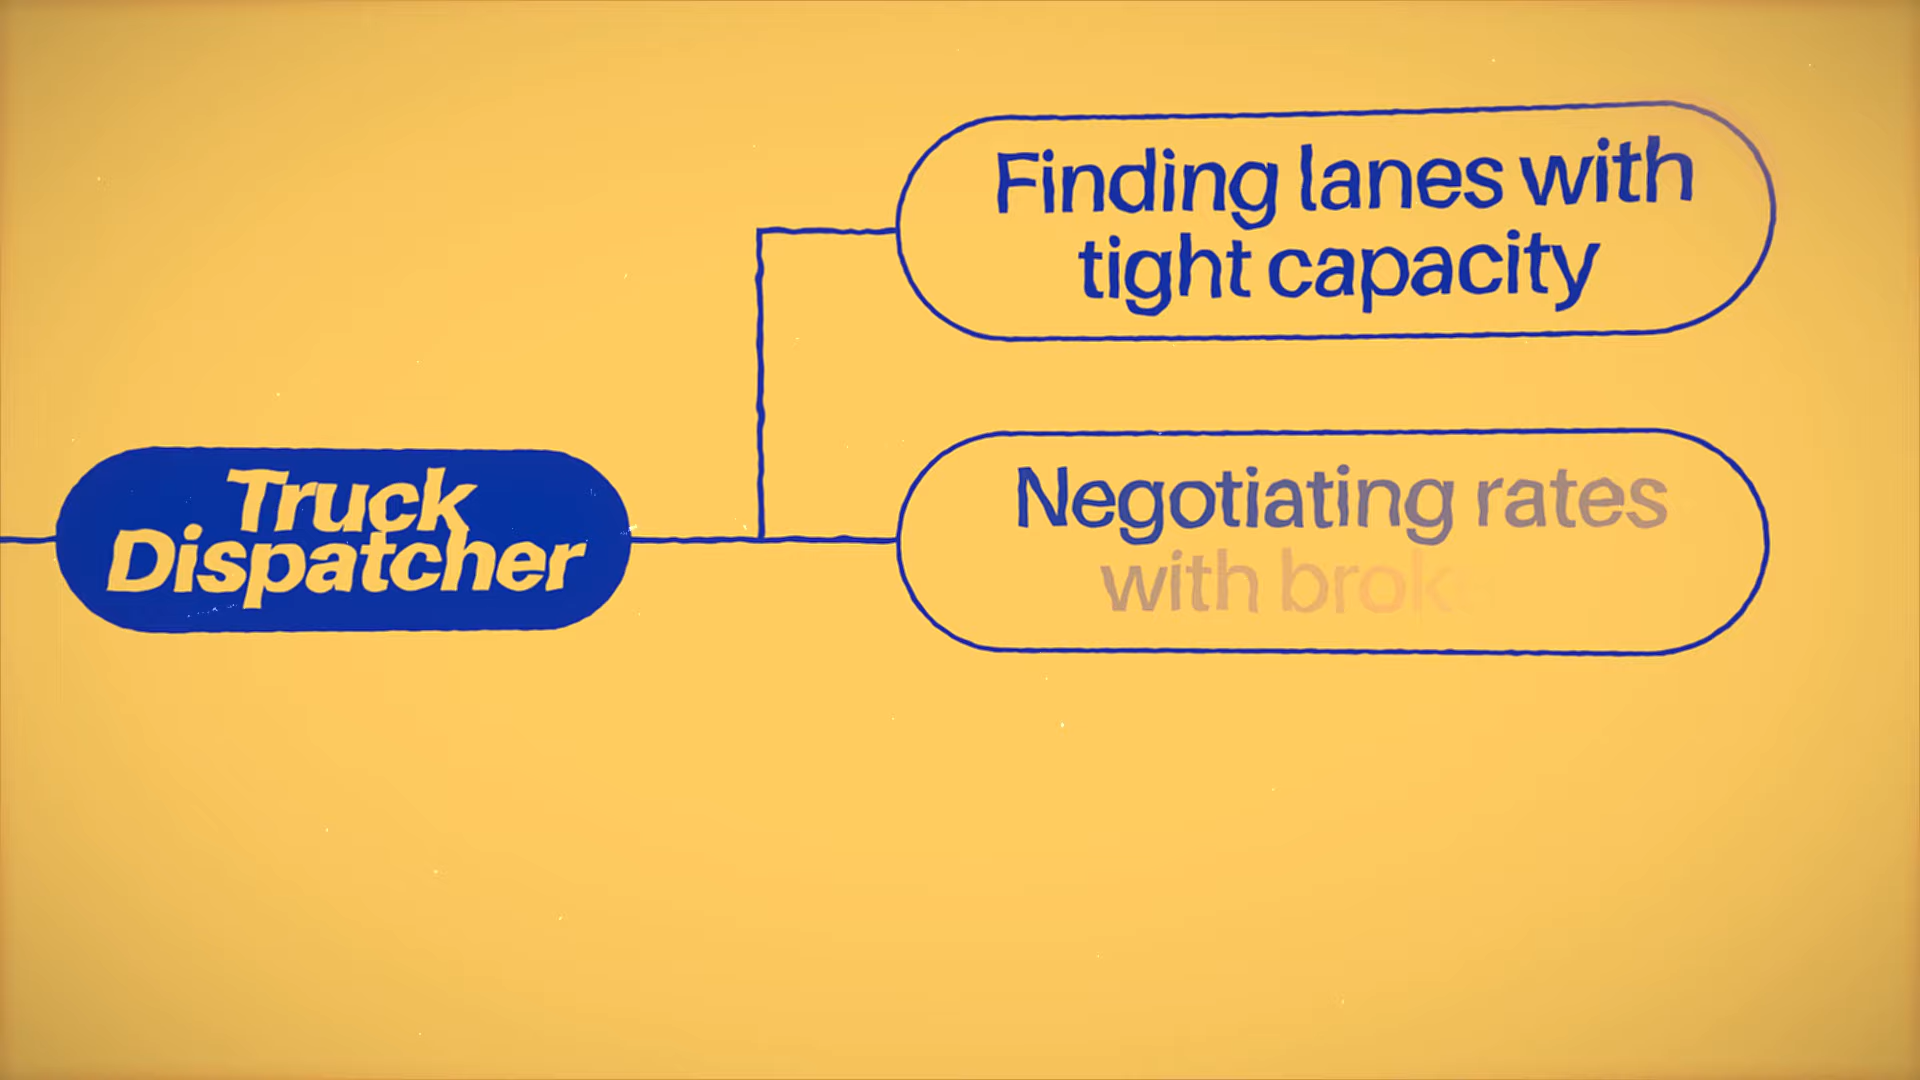 Truck
Dispatcher
Finding lanes with
tight capacity
Negotiating rates
with